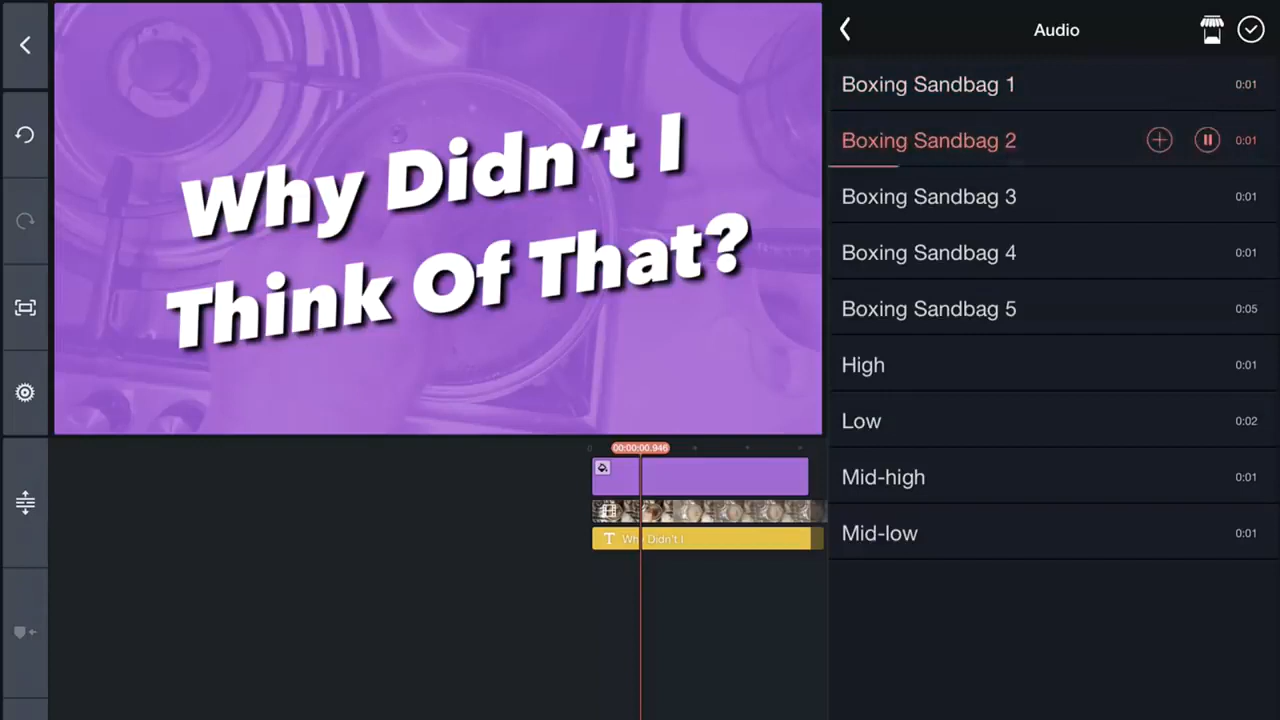 Audio
Why Didn't I
Think Of That?
Boxing Sandbag 1 0:01
Boxing Sandbag 2 0:01
Boxing Sandbag 3 0:01
Boxing Sandbag 4 0:01
Boxing Sandbag 5 0:05
High 0:01
Low 0:02
Mid-high 0:01
Mid-low 0:01
00:00:00.946
T Why Didn't I